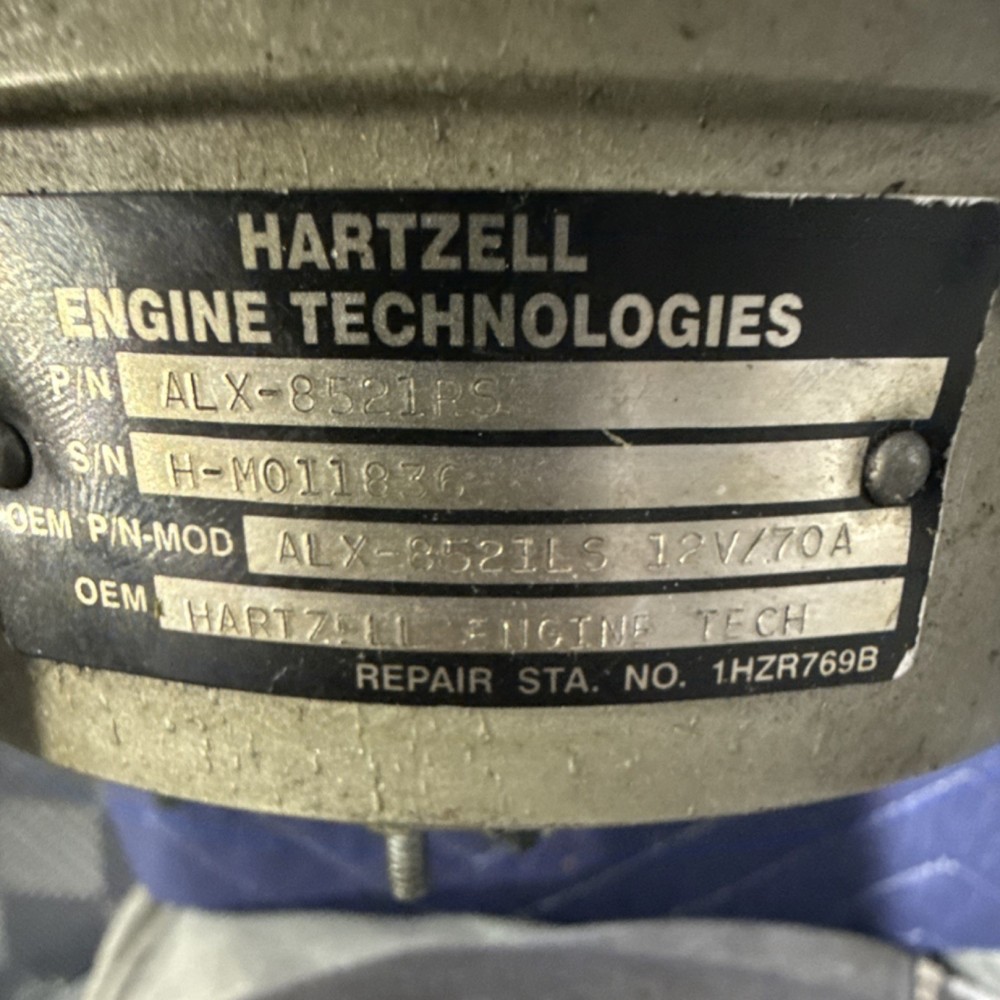 HARTZELL
ENGINE TECHNOLOGIES
P/N ALX-8521RS
S/N H-M011836
OEM P/N-MOD ALX-8521LS 12V/70A
OEM HARTZELL ENGINE TECH
REPAIR STA. NO. 1HZR769B